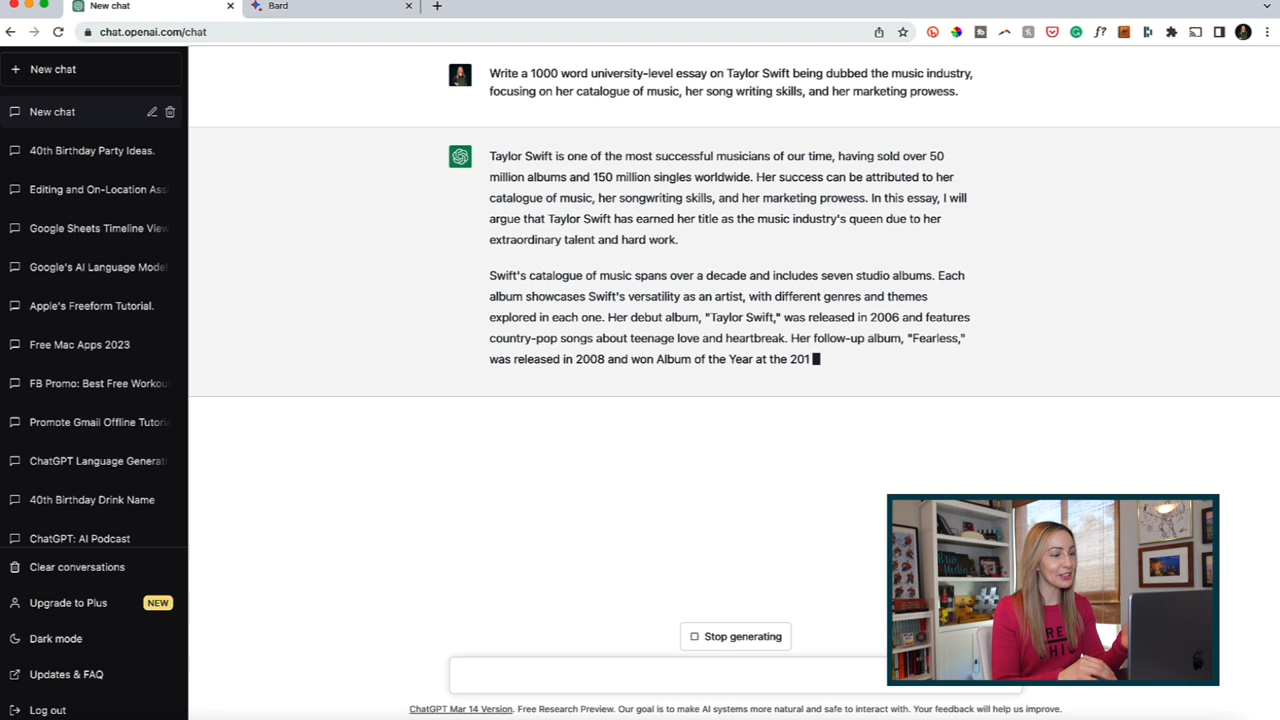 New chat
Bard
chat.openai.com/chat
New chat
New chat
40th Birthday Party Ideas.
Editing and On-Location Ass
Google Sheets Timeline View
Google's AI Language Model
Apple's Freeform Tutorial.
Free Mac Apps 2023
FB Promo: Best Free Workou
Promote Gmail Offline Tutoria
ChatGPT Language Generati
40th Birthday Drink Name
ChatGPT: AI Podcast
Clear conversations
Upgrade to Plus NEW
Dark mode
Updates & FAQ
Log out
Write a 1000 word university-level essay on Taylor Swift being dubbed the music industry,
focusing on her catalogue of music, her song writing skills, and her marketing prowess.
Taylor Swift is one of the most successful musicians of our time, having sold over 50
million albums and 150 million singles worldwide. Her success can be attributed to her
catalogue of music, her songwriting skills, and her marketing prowess. In this essay, I will
argue that Taylor Swift has earned her title as the music industry's queen due to her
extraordinary talent and hard work.
Swift's catalogue of music spans over a decade and includes seven studio albums. Each
album showcases Swift's versatility as an artist, with different genres and themes
explored in each one. Her debut album, "Taylor Swift," was released in 2006 and features
country-pop songs about teenage love and heartbreak. Her follow-up album, "Fearless,"
was released in 2008 and won Album of the Year at the 201
Stop generating
ChatGPT Mar 14 Version. Free Research Preview. Our goal is to make AI systems more natural and safe to interact with. Your feedback will help us improve.